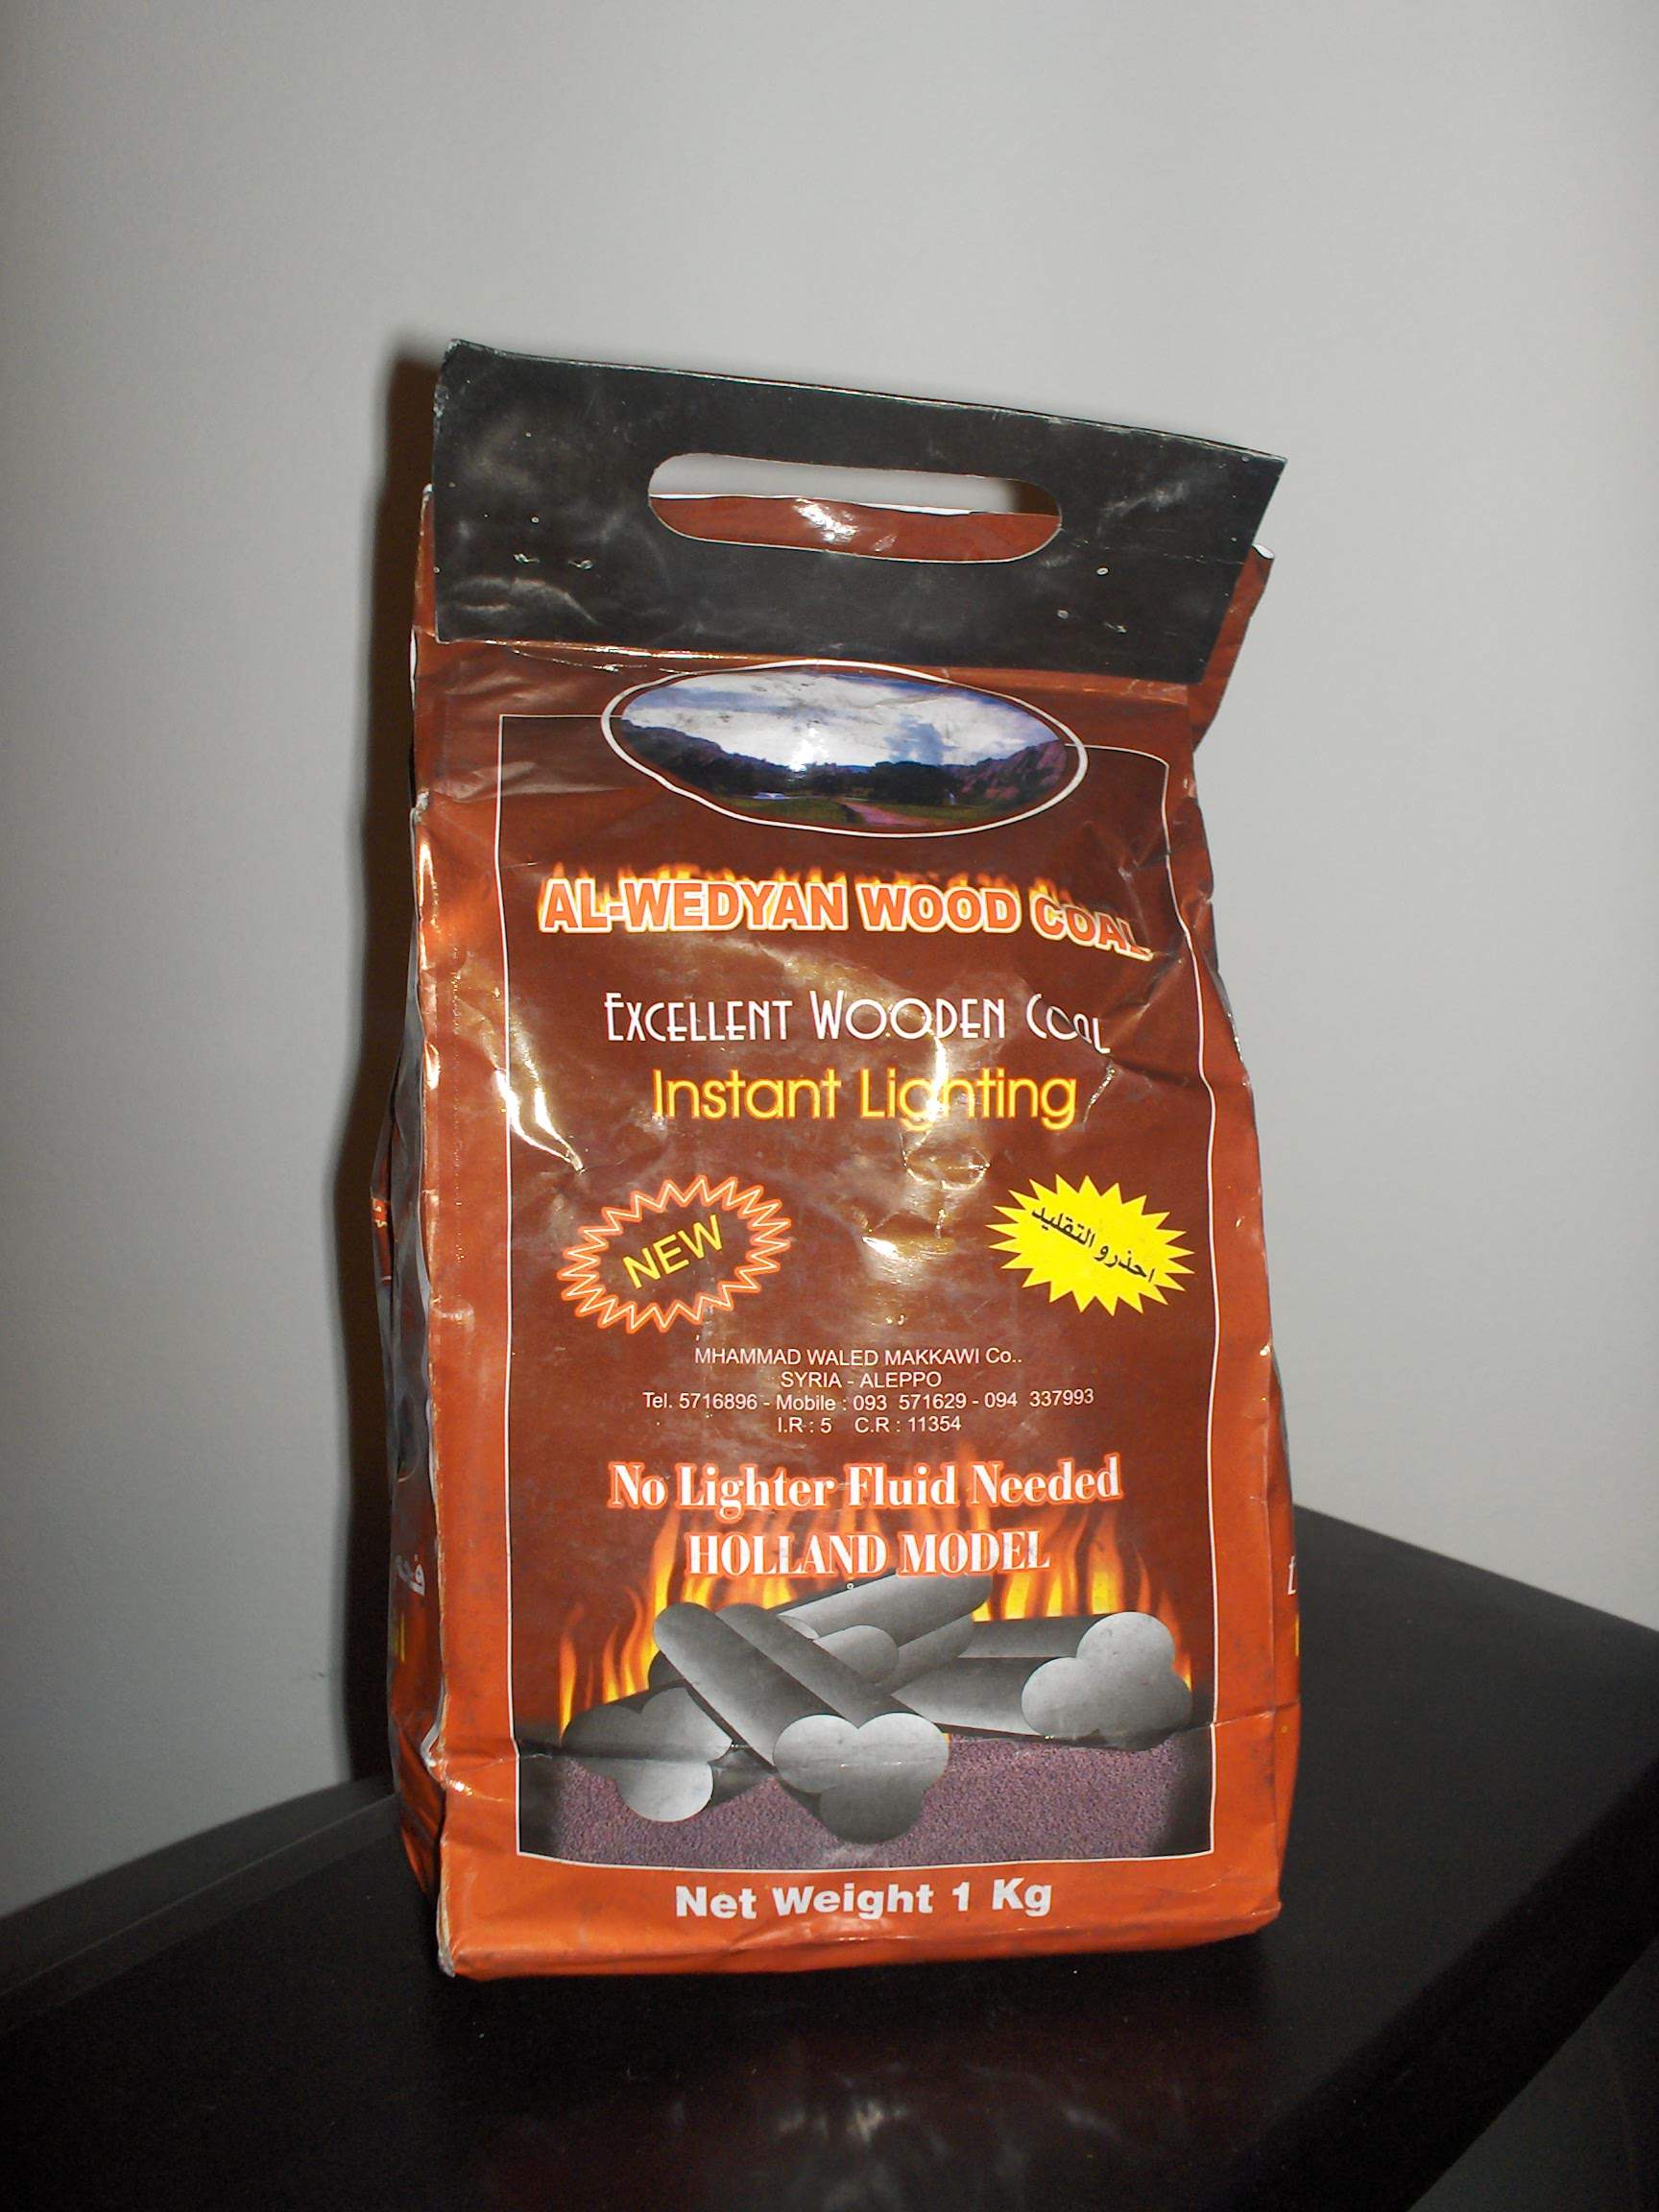 AL-WEDYAN WOOD COAL
EXCELLENT WOODEN COAL
Instant Lighting
NEW
احذرو التقليد
MHAMMAD WALED MAKKAWI Co..
SYRIA - ALEPPO
Tel. 5716896 - Mobile : 093 571629 - 094 337993
I.R : 5 C.R : 11354
No Lighter Fluid Needed
HOLLAND MODEL
Net Weight 1 Kg